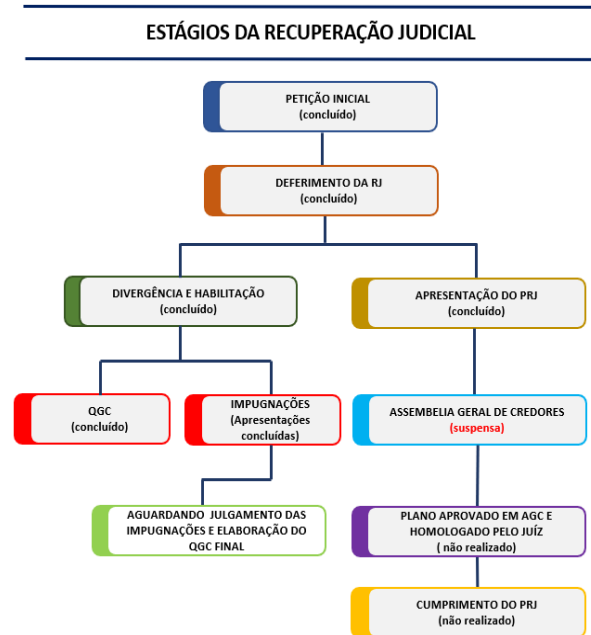 ESTÁGIOS DA RECUPERAÇÃO JUDICIAL
PETIÇÃO INICIAL
(concluído)
DEFERIMENTO DA RJ
(concluído)
DIVERGÊNCIA E HABILITAÇÃO
(concluído)
APRESENTAÇÃO DO PRJ
(concluído)
QGC
(concluído)
IMPUGNAÇÕES
(Apresentações
concluídas)
ASSEMBELIA GERAL DE CREDORES
(suspensa)
AGUARDANDO JULGAMENTO DAS
IMPUGNAÇÕES E ELABORAÇÃO DO
QGC FINAL
PLANO APROVADO EM AGC E
HOMOLOGADO PELO JUÍZ
( não realizado)
CUMPRIMENTO DO PRJ
(não realizado)